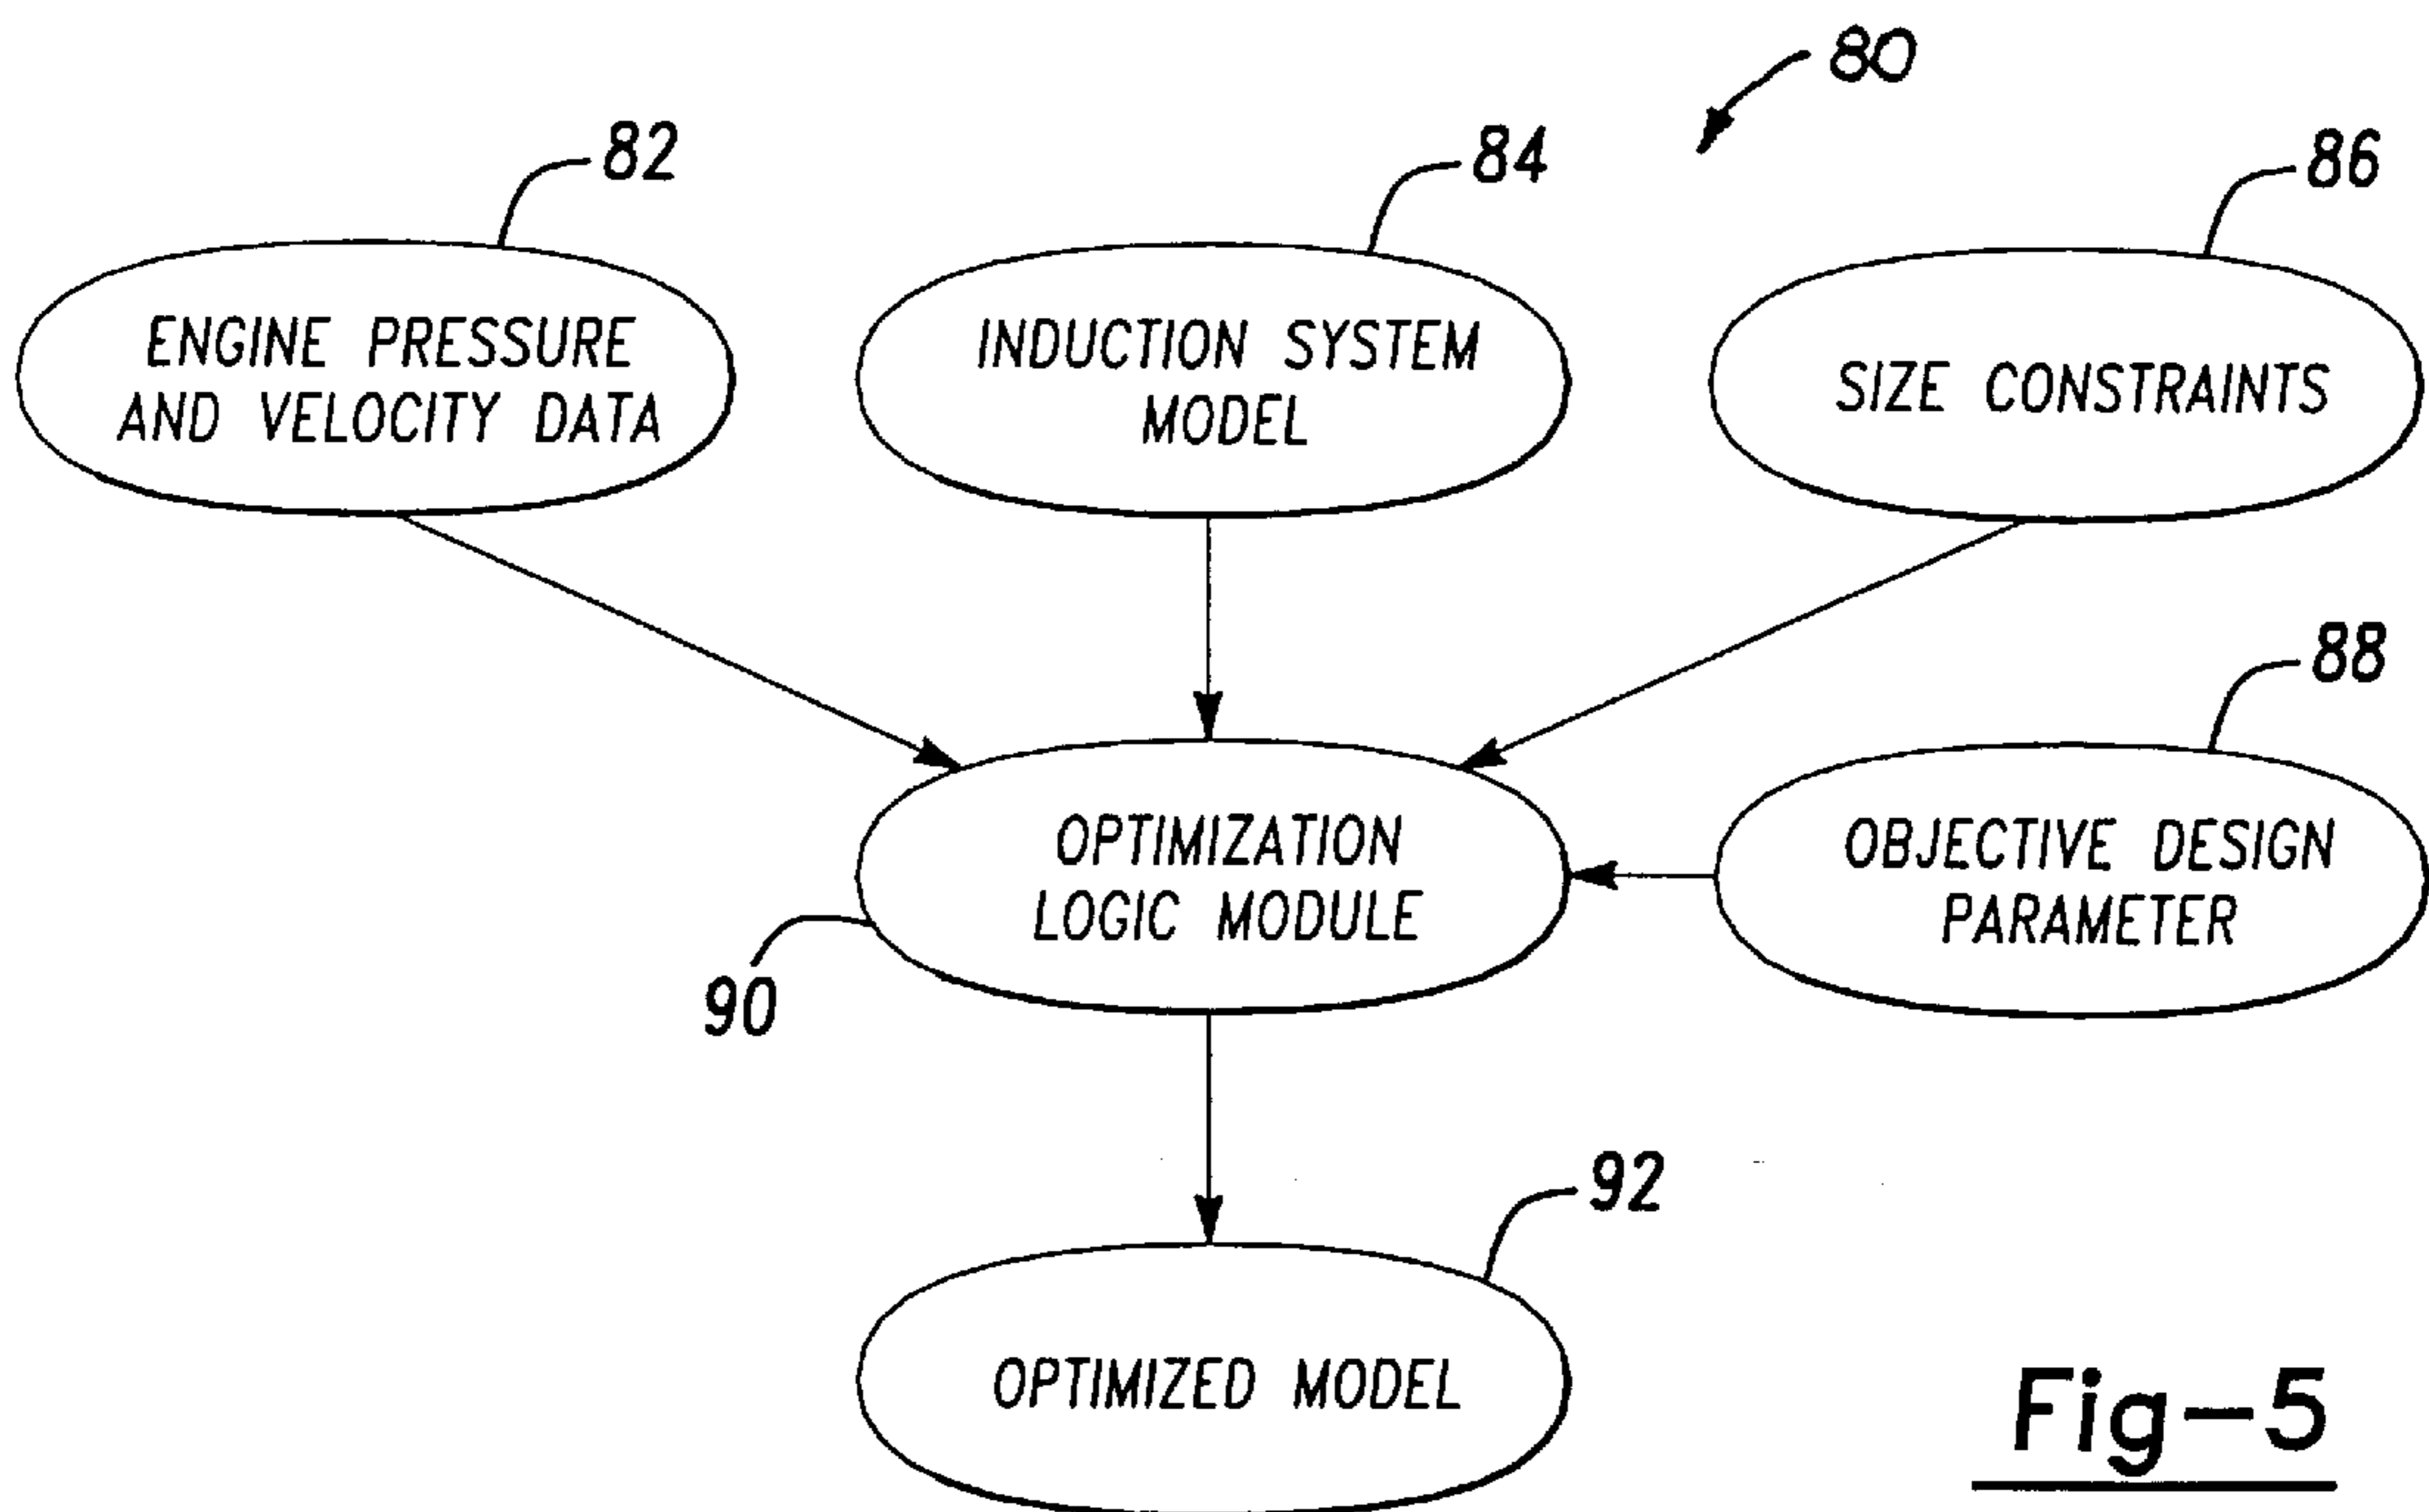 80
82
84
86
ENGINE PRESSURE
AND VELOCITY DATA
INDUCTION SYSTEM
MODEL
SIZE CONSTRAINTS
88
OPTIMIZATION
LOGIC MODULE
OBJECTIVE DESIGN
PARAMETER
90
92
OPTIMIZED MODEL
Fig-5